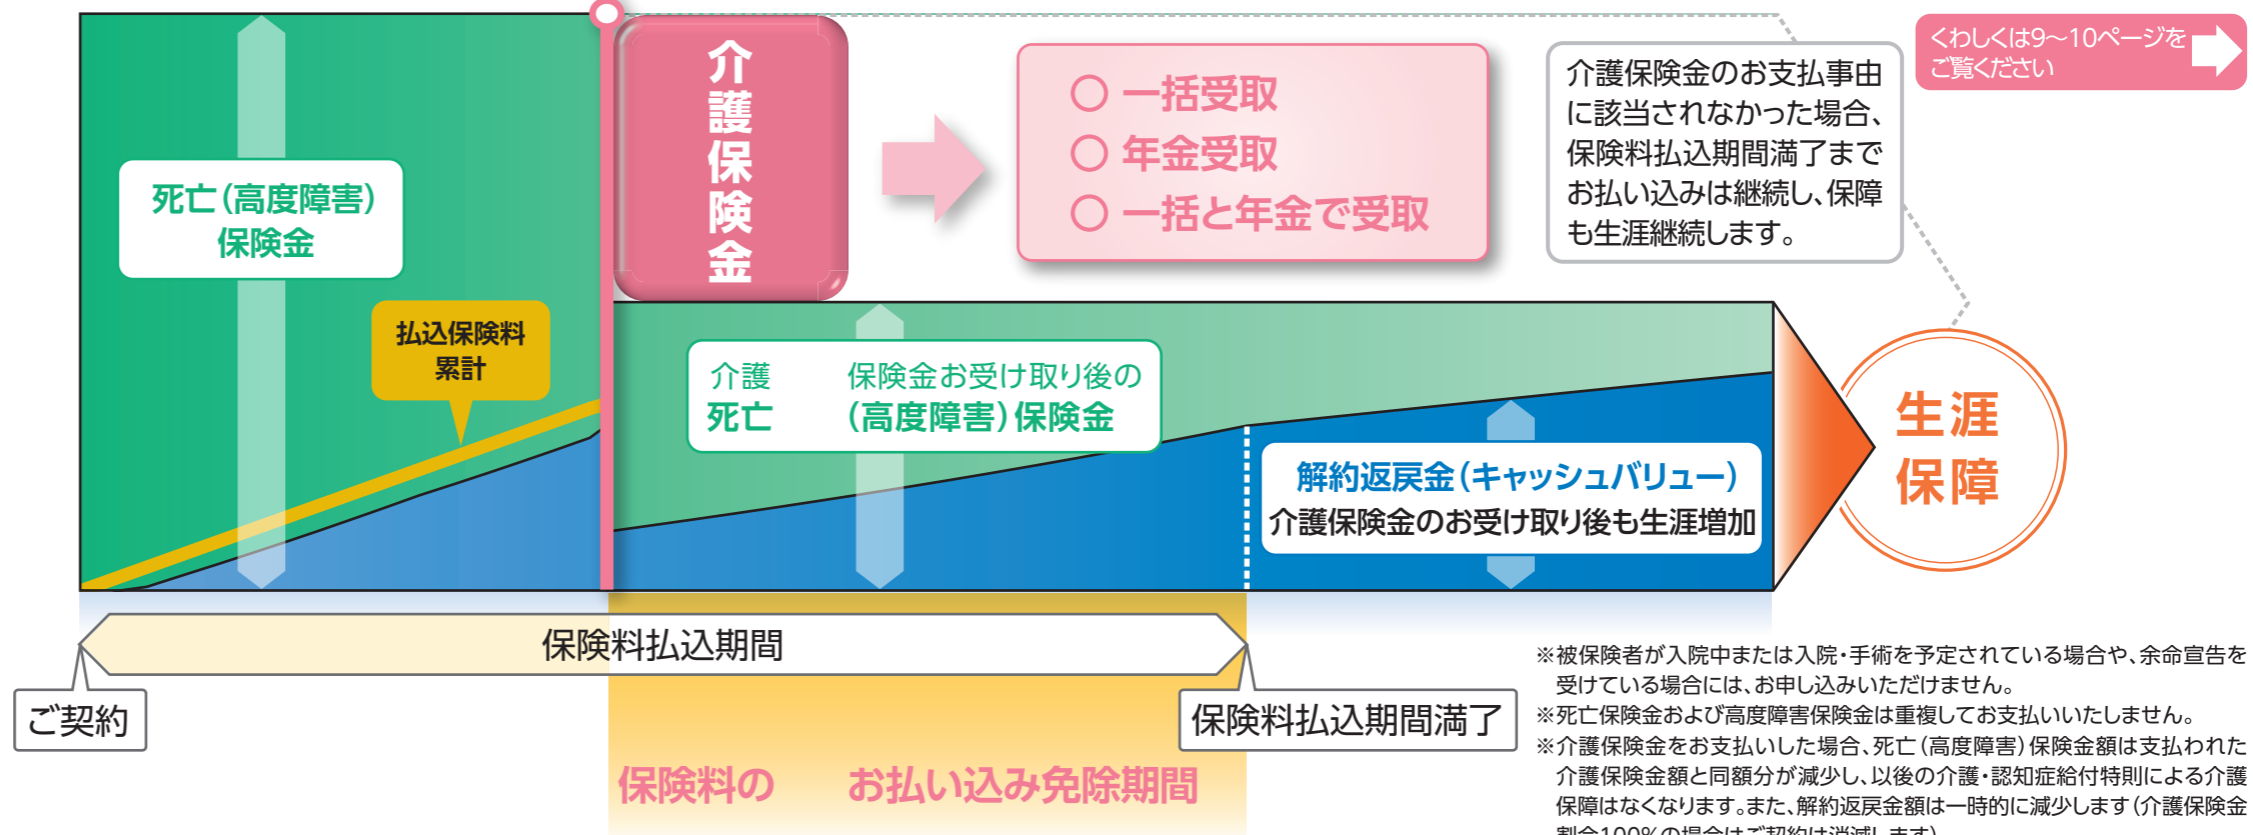 くわしくは9〜10ページを
ご覧ください
介護保険金
○ 一括受取
○ 年金受取
○ 一括と年金で受取
介護保険金のお支払事由
に該当されなかった場合、
保険料払込期間満了まで
お払い込みは継続し、保障
も生涯継続します。
死亡(高度障害)
保険金
払込保険料
累計
介護 保険金お受け取り後の
死亡 (高度障害)保険金
解約返戻金(キャッシュバリュー)
介護保険金のお受け取り後も生涯増加
生涯
保障
保険料払込期間
ご契約
保険料払込期間満了
保険料の お払い込み免除期間
※被保険者が入院中または入院・手術を予定されている場合や、余命宣告を
受けている場合には、お申し込みいただけません。
※死亡保険金および高度障害保険金は重複してお支払いいたしません。
※介護保険金をお支払いした場合、死亡(高度障害)保険金額は支払われた
介護保険金額と同額分が減少し、以後の介護・認知症給付特則による介護
保障はなくなります。また、解約返戻金額は一時的に減少します(介護保険金
割合100%の場合はご契約は消滅します)。